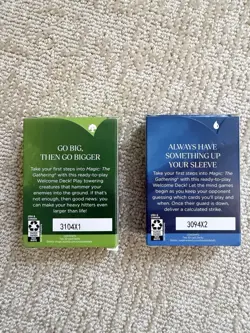 GO BIG,
THEN GO BIGGER
Take your first steps into Magic: The
Gathering® with this ready-to-play
Welcome Deck! Play towering
creatures that hammer your
enemies into the ground. If that's
not enough, then good news: you
can make your heavy hitters even
larger than life!
3104X1
ALWAYS HAVE
SOMETHING UP
YOUR SLEEVE
Take your first steps into Magic: The
Gathering® with this ready-to-play
Welcome Deck! Let the mind games
begin as you keep your opponent
guessing which cards you'll play and
when. Once their guard is down,
deliver a calculated strike.
3094X2